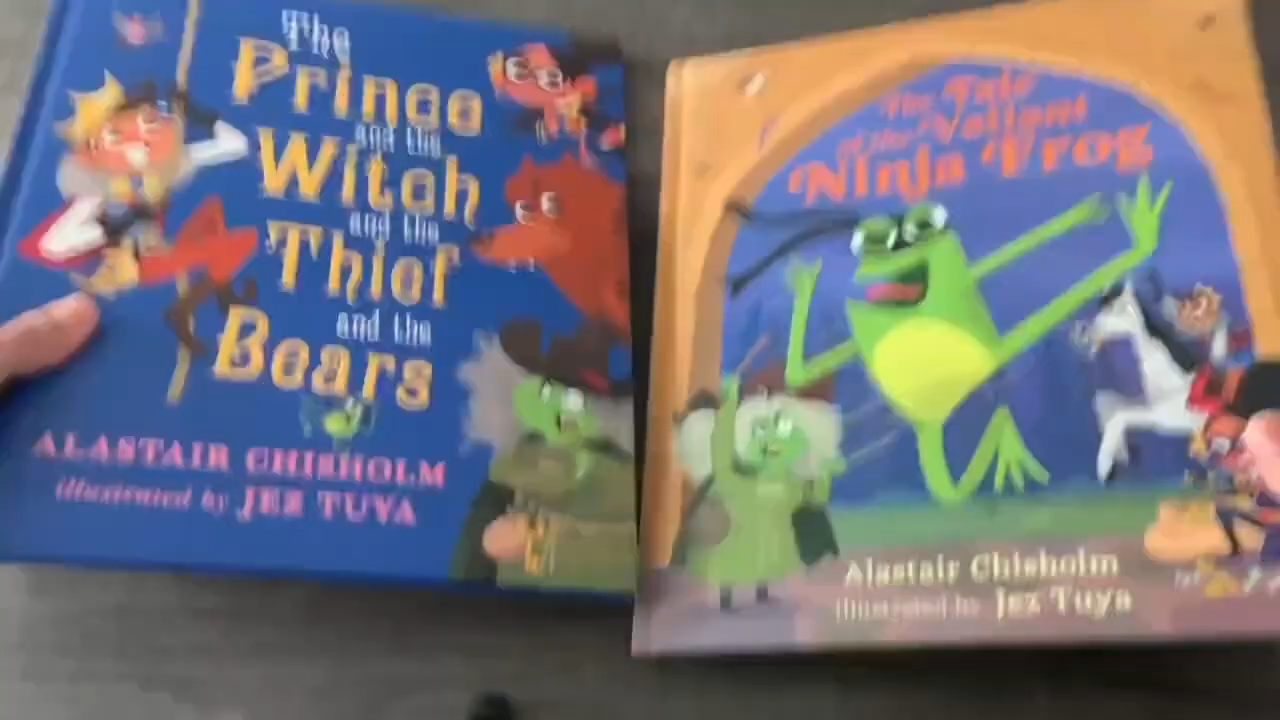 The
Prince
and the
Witch
and the
Thief
and the
Bears
ALASTAIR CHISHOLM
illustrated by JEZ TUYA
The Tale
of the Valiant
Ninja Frog
Alastair Chisholm
illustrated by Jez Tuya